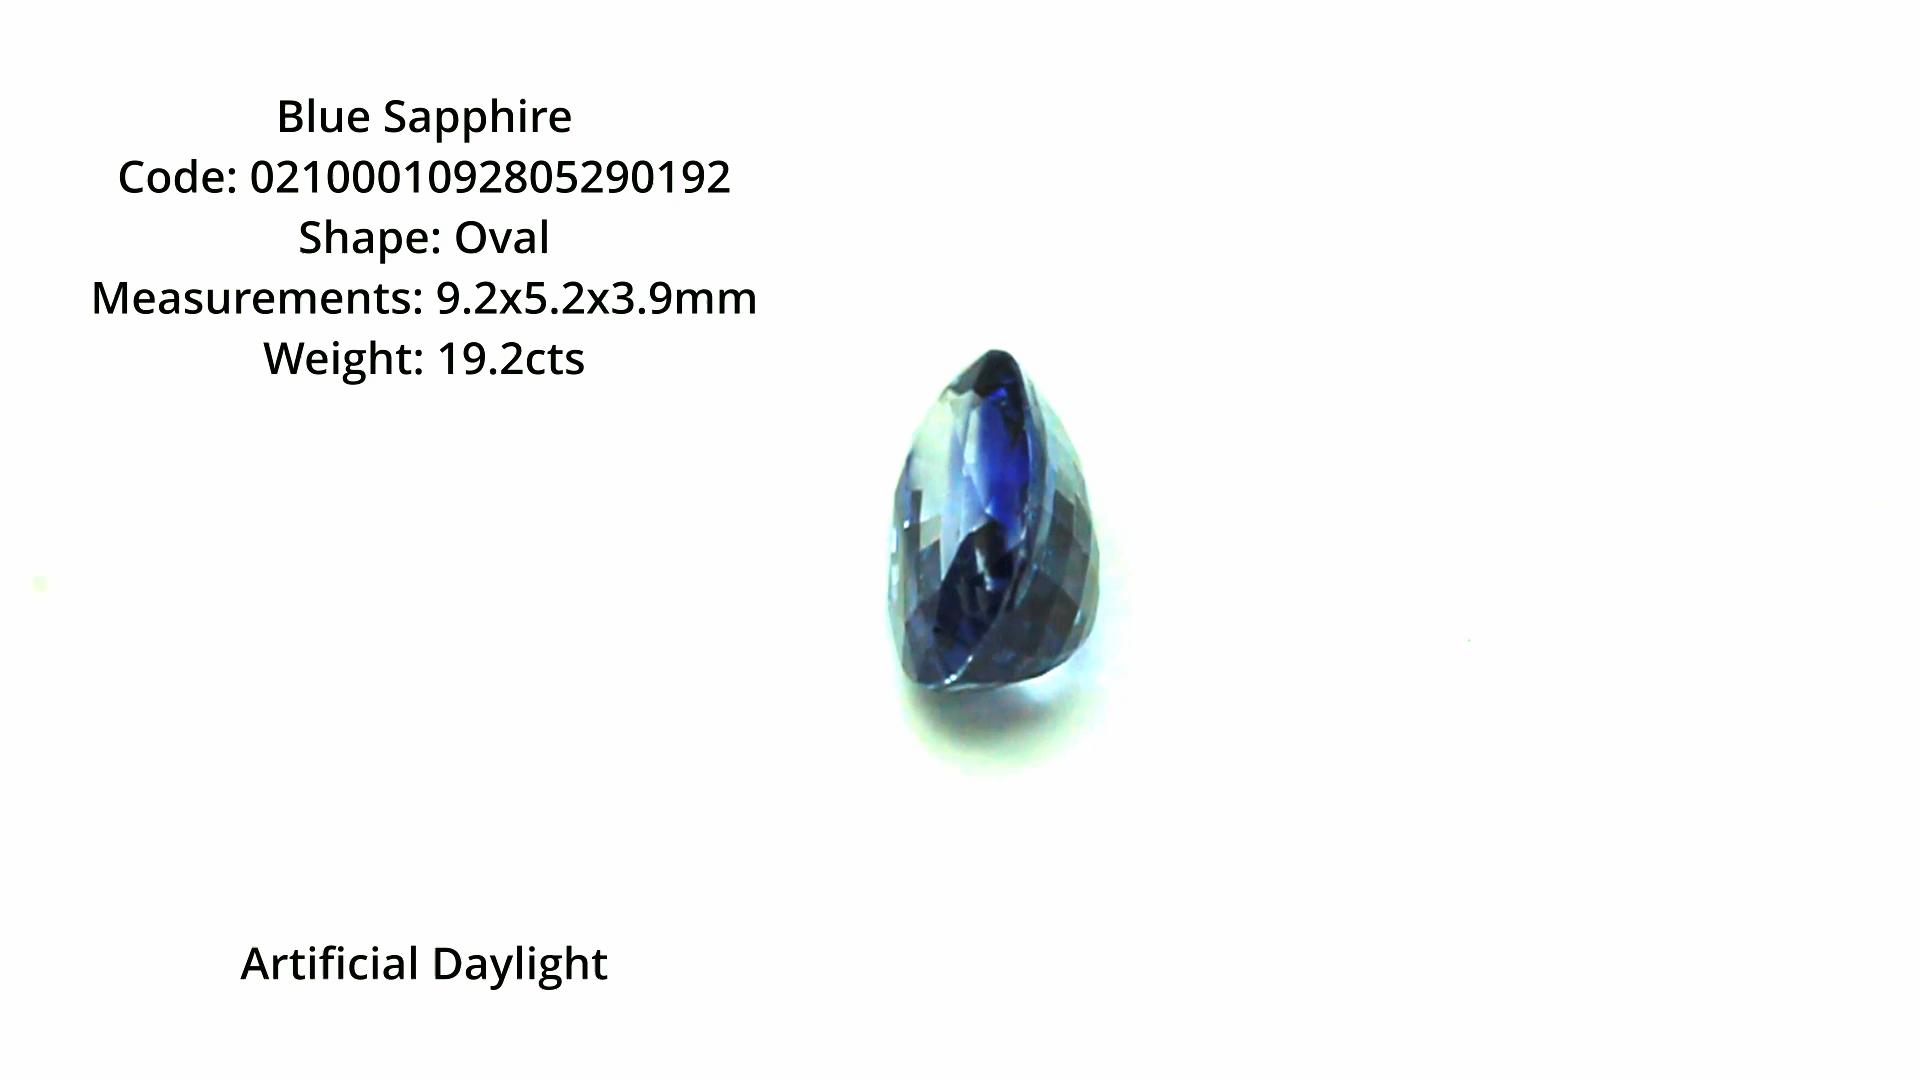 Blue Sapphire
Code: 0210001092805290192
Shape: Oval
Measurements: 9.2x5.2x3.9mm
Weight: 19.2cts
Artificial Daylight